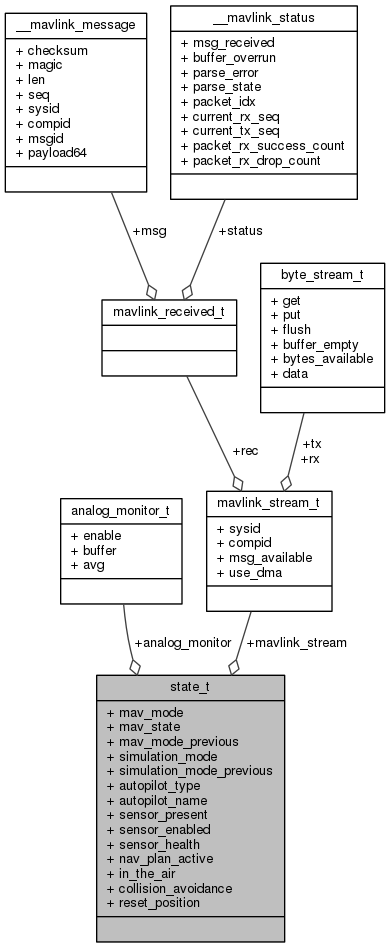 __mavlink_message
+ checksum
+ magic
+ len
+ seq
+ sysid
+ compid
+ msgid
+ payload64
__mavlink_status
+ msg_received
+ buffer_overrun
+ parse_error
+ parse_state
+ packet_idx
+ current_rx_seq
+ current_tx_seq
+ packet_rx_success_count
+ packet_rx_drop_count
+msg
+status
mavlink_received_t
byte_stream_t
+ get
+ put
+ flush
+ buffer_empty
+ bytes_available
+ data
+rec
+tx
+rx
analog_monitor_t
+ enable
+ buffer
+ avg
mavlink_stream_t
+ sysid
+ compid
+ msg_available
+ use_dma
+analog_monitor
+mavlink_stream
state_t
+ mav_mode
+ mav_state
+ mav_mode_previous
+ simulation_mode
+ simulation_mode_previous
+ autopilot_type
+ autopilot_name
+ sensor_present
+ sensor_enabled
+ sensor_health
+ nav_plan_active
+ in_the_air
+ collision_avoidance
+ reset_position